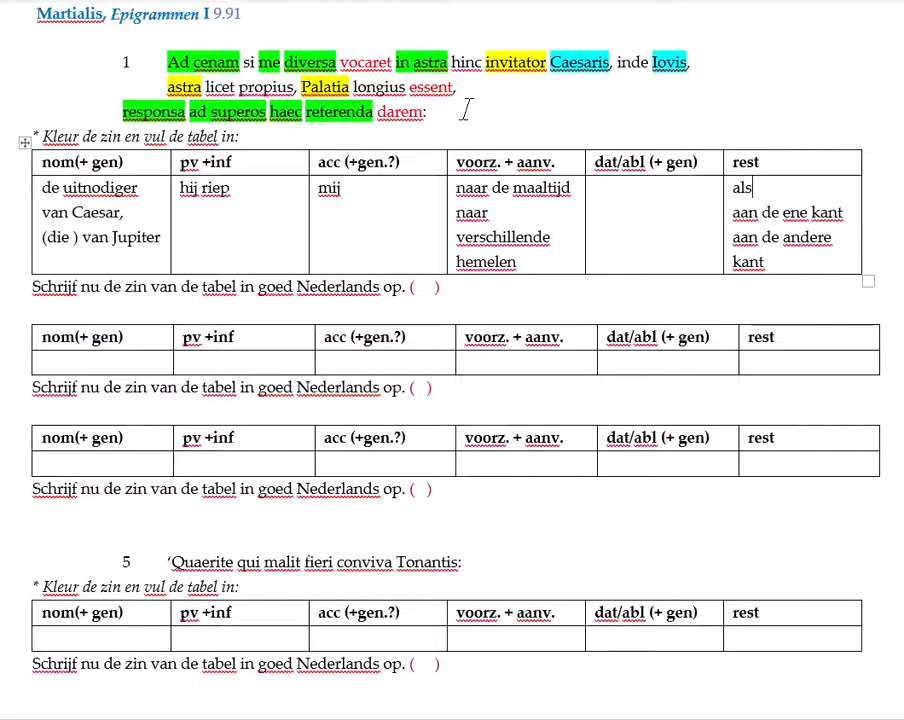 Martialis, Epigrammen I 9.91
1 Ad cenam si me diversa vocaret in astra hinc invitator Caesaris, inde Iovis,
astra licet propius, Palatia longius essent,
responsa ad superos haec referenda darem:
* Kleur de zin en vul de tabel in:
nom(+ gen) pv +inf acc (+gen.?) voorz. + aanv. dat/abl (+ gen) rest
de uitnodiger hij riep mij naar de maaltijd als
van Caesar, naar aan de ene kant
(die ) van Jupiter verschillende aan de andere
hemelen kant
Schrijf nu de zin van de tabel in goed Nederlands op. ( )
nom(+ gen) pv +inf acc (+gen.?) voorz. + aanv. dat/abl (+ gen) rest
Schrijf nu de zin van de tabel in goed Nederlands op. ( )
nom(+ gen) pv +inf acc (+gen.?) voorz. + aanv. dat/abl (+ gen) rest
Schrijf nu de zin van de tabel in goed Nederlands op. ( )
5 ‘Quaerite qui malit fieri conviva Tonantis:
* Kleur de zin en vul de tabel in:
nom(+ gen) pv +inf acc (+gen.?) voorz. + aanv. dat/abl (+ gen) rest
Schrijf nu de zin van de tabel in goed Nederlands op. ( )